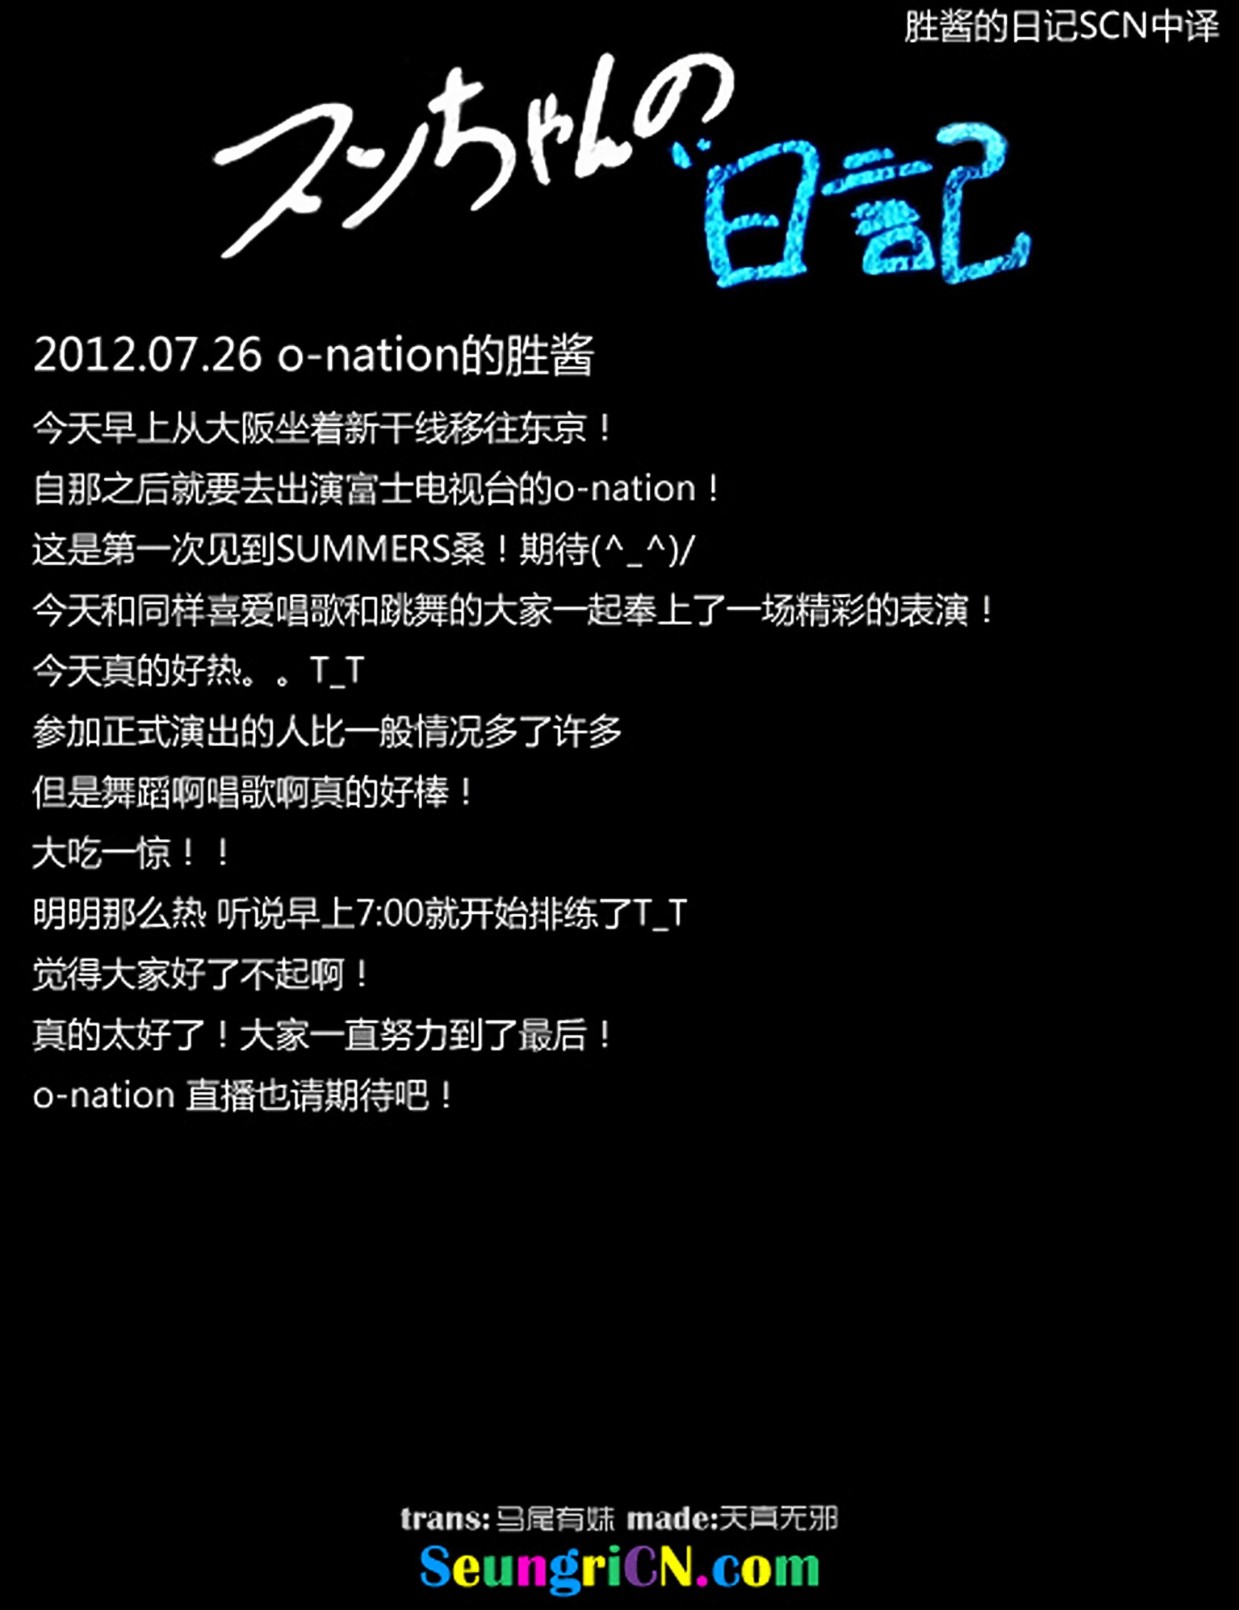 胜酱的日记SCN中译
スンちゃんの
日記
2012.07.26 o-nation的胜酱
今天早上从大阪坐着新干线移往东京！
自那之后就要去出演富士电视台的o-nation！
这是第一次见到SUMMERS桑！期待(^_^)/
今天和同样喜爱唱歌和跳舞的大家一起奉上了一场精彩的表演！
今天真的好热。。T_T
参加正式演出的人比一般情况多了许多
但是舞蹈啊唱歌啊真的好棒！
大吃一惊！！
明明那么热 听说早上7:00就开始排练了T_T
觉得大家好了不起啊！
真的太好了！大家一直努力到了最后！
o-nation 直播也请期待吧！
trans:马尾有妹 made:天真无邪
SeungriCN.com